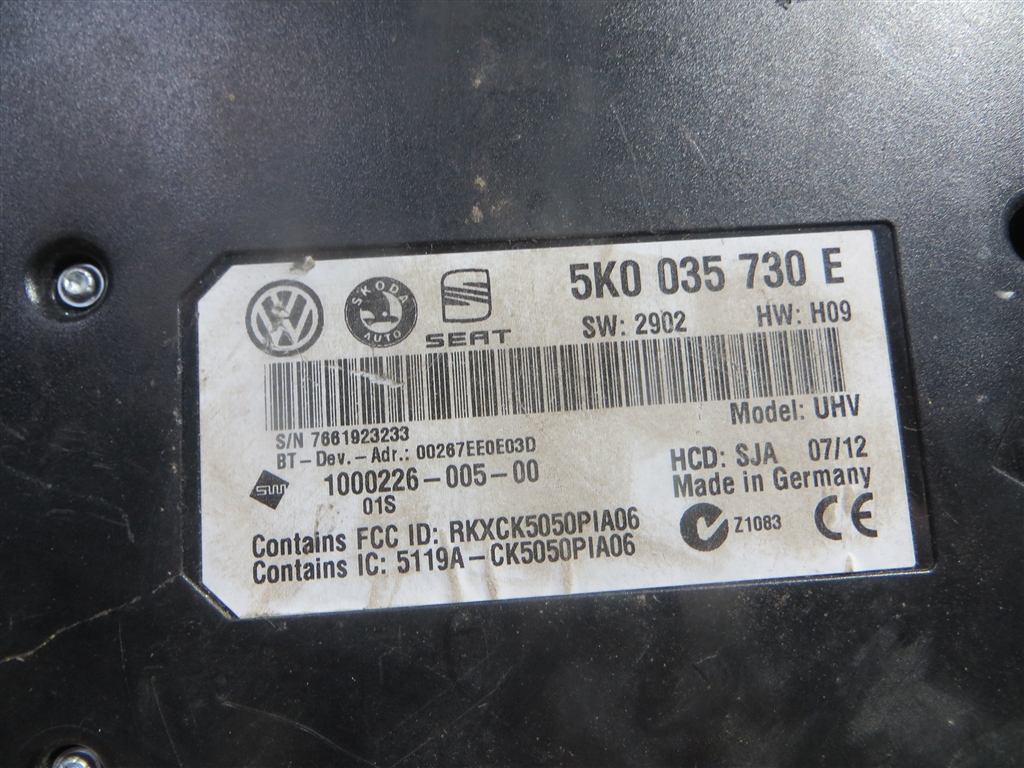 5K0 035 730 E
VW
SKODA
AUTO
SEAT
SW: 2902 HW: H09
Model: UHV
S/N 7661923233
BT-Dev.-Adr.: 00267EE0E03D
HCD: SJA 07/12
SWI 1000226-005-00
Made in Germany
01S
Contains FCC ID: RKXCK5050PIA06
Z1083 CE
Contains IC: 5119A-CK5050PIA06